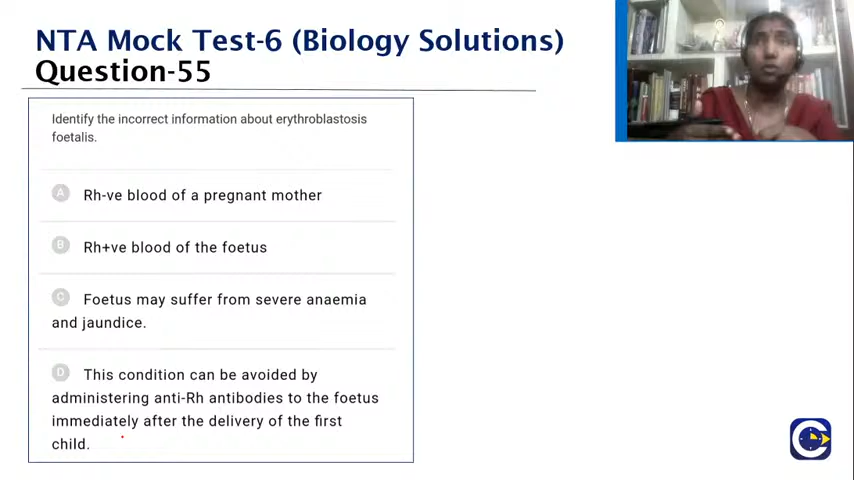 NTA Mock Test-6 (Biology Solutions)
Question-55
Identify the incorrect information about erythroblastosis
foetalis.
A Rh-ve blood of a pregnant mother
B Rh+ve blood of the foetus
C Foetus may suffer from severe anaemia
and jaundice.
D This condition can be avoided by
administering anti-Rh antibodies to the foetus
immediately after the delivery of the first
child.